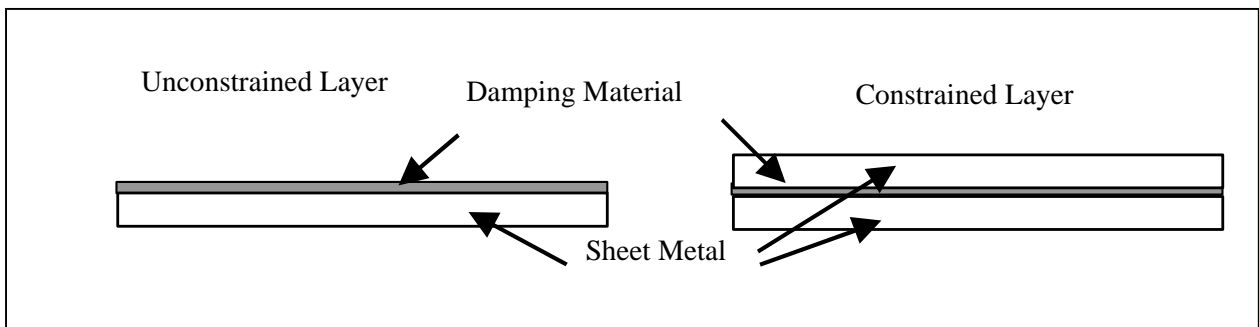 Unconstrained Layer
Damping Material
Constrained Layer
Sheet Metal